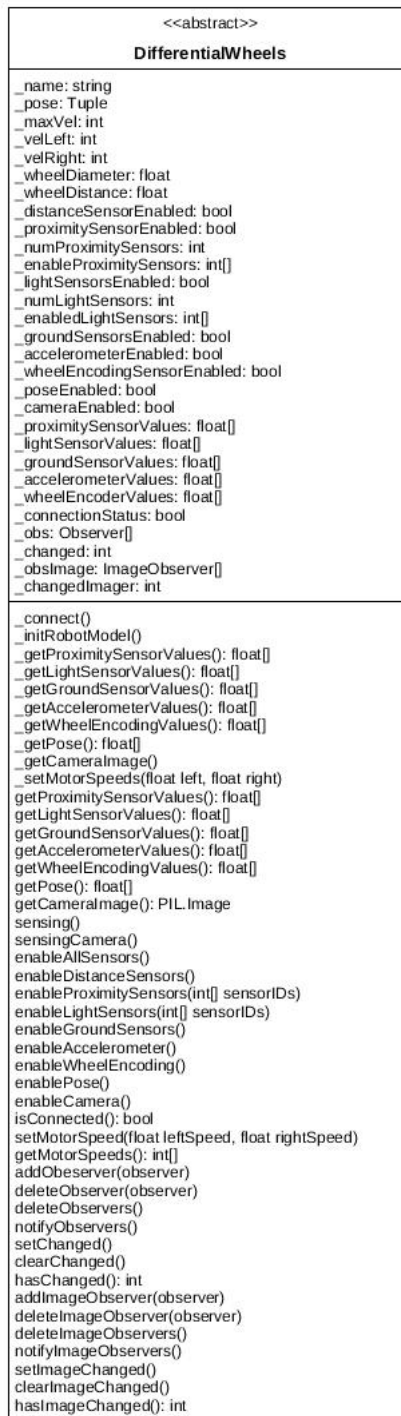 <<abstract>>
DifferentialWheels
_name: string
_pose: Tuple
_maxVel: int
_velLeft: int
_velRight: int
_wheelDiameter: float
_wheelDistance: float
_distanceSensorEnabled: bool
_proximitySensorEnabled: bool
_numProximitySensors: int
_enableProximitySensors: int[]
_lightSensorsEnabled: bool
_numLightSensors: int
_enabledLightSensors: int[]
_groundSensorsEnabled: bool
_accelerometerEnabled: bool
_wheelEncodingSensorEnabled: bool
_poseEnabled: bool
_cameraEnabled: bool
_proximitySensorValues: float[]
_lightSensorValues: float[]
_groundSensorValues: float[]
_accelerometerValues: float[]
_wheelEncoderValues: float[]
_connectionStatus: bool
_obs: Observer[]
_changed: int
_obsImage: ImageObserver[]
_changedImager: int
_connect()
_initRobotModel()
_getProximitySensorValues(): float[]
_getLightSensorValues(): float[]
_getGroundSensorValues(): float[]
_getAccelerometerValues(): float[]
_getWheelEncodingValues(): float[]
_getPose(): float[]
_getCameraImage()
_setMotorSpeeds(float left, float right)
getProximitySensorValues(): float[]
getLightSensorValues(): float[]
getGroundSensorValues(): float[]
getAccelerometerValues(): float[]
getWheelEncodingValues(): float[]
getPose(): float[]
getCameraImage(): PIL.Image
sensing()
sensingCamera()
enableAllSensors()
enableDistanceSensors()
enableProximitySensors(int[] sensorIDs)
enableLightSensors(int[] sensorIDs)
enableGroundSensors()
enableAccelerometer()
enableWheelEncoding()
enablePose()
enableCamera()
isConnected(): bool
setMotorSpeed(float leftSpeed, float rightSpeed)
getMotorSpeeds(): int[]
addObeserver(observer)
deleteObserver(observer)
deleteObservers()
notifyObservers()
setChanged()
clearChanged()
hasChanged(): int
addImageObserver(observer)
deleteImageObserver(observer)
deleteImageObservers()
notifyImageObservers()
setImageChanged()
clearImageChanged()
hasImageChanged(): int